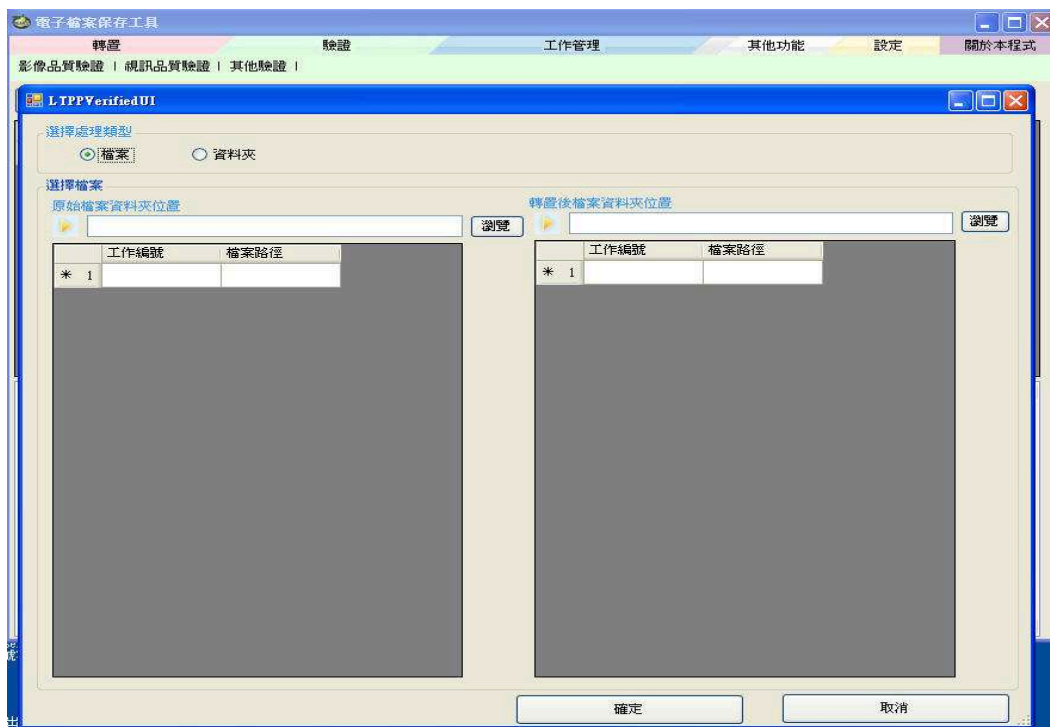 電子檔案保存工具
轉置 驗證 工作管理 其他功能 設定 關於本程式
影像品質驗證 | 視訊品質驗證 | 其他驗證 |
LTPPVerifiedUI
選擇處理類型
檔案 資料夾
選擇檔案
原始檔案資料夾位置 轉置後檔案資料夾位置
瀏覽 瀏覽
工作編號 檔案路徑 工作編號 檔案路徑
* 1 * 1
號
確定 取消
出